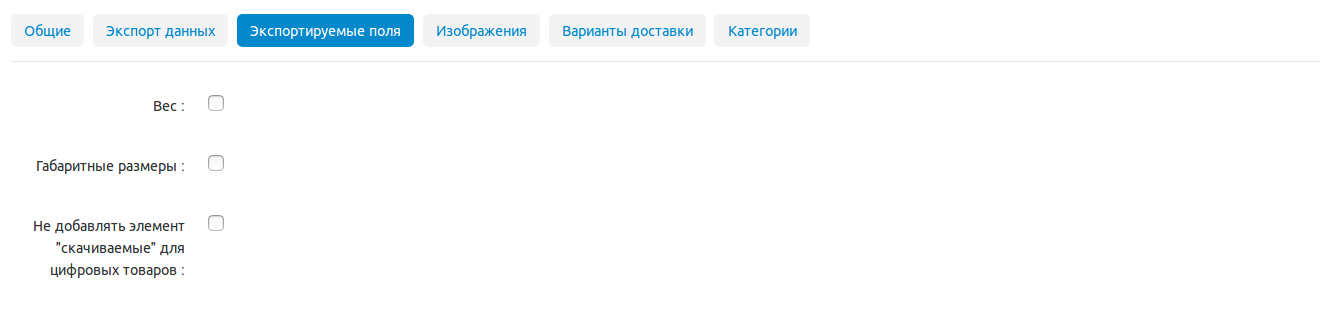 Общие Экспорт данных Экспортируемые поля Изображения Варианты доставки Категории
Вес :
Габаритные размеры :
Не добавлять элемент
"скачиваемые" для
цифровых товаров :